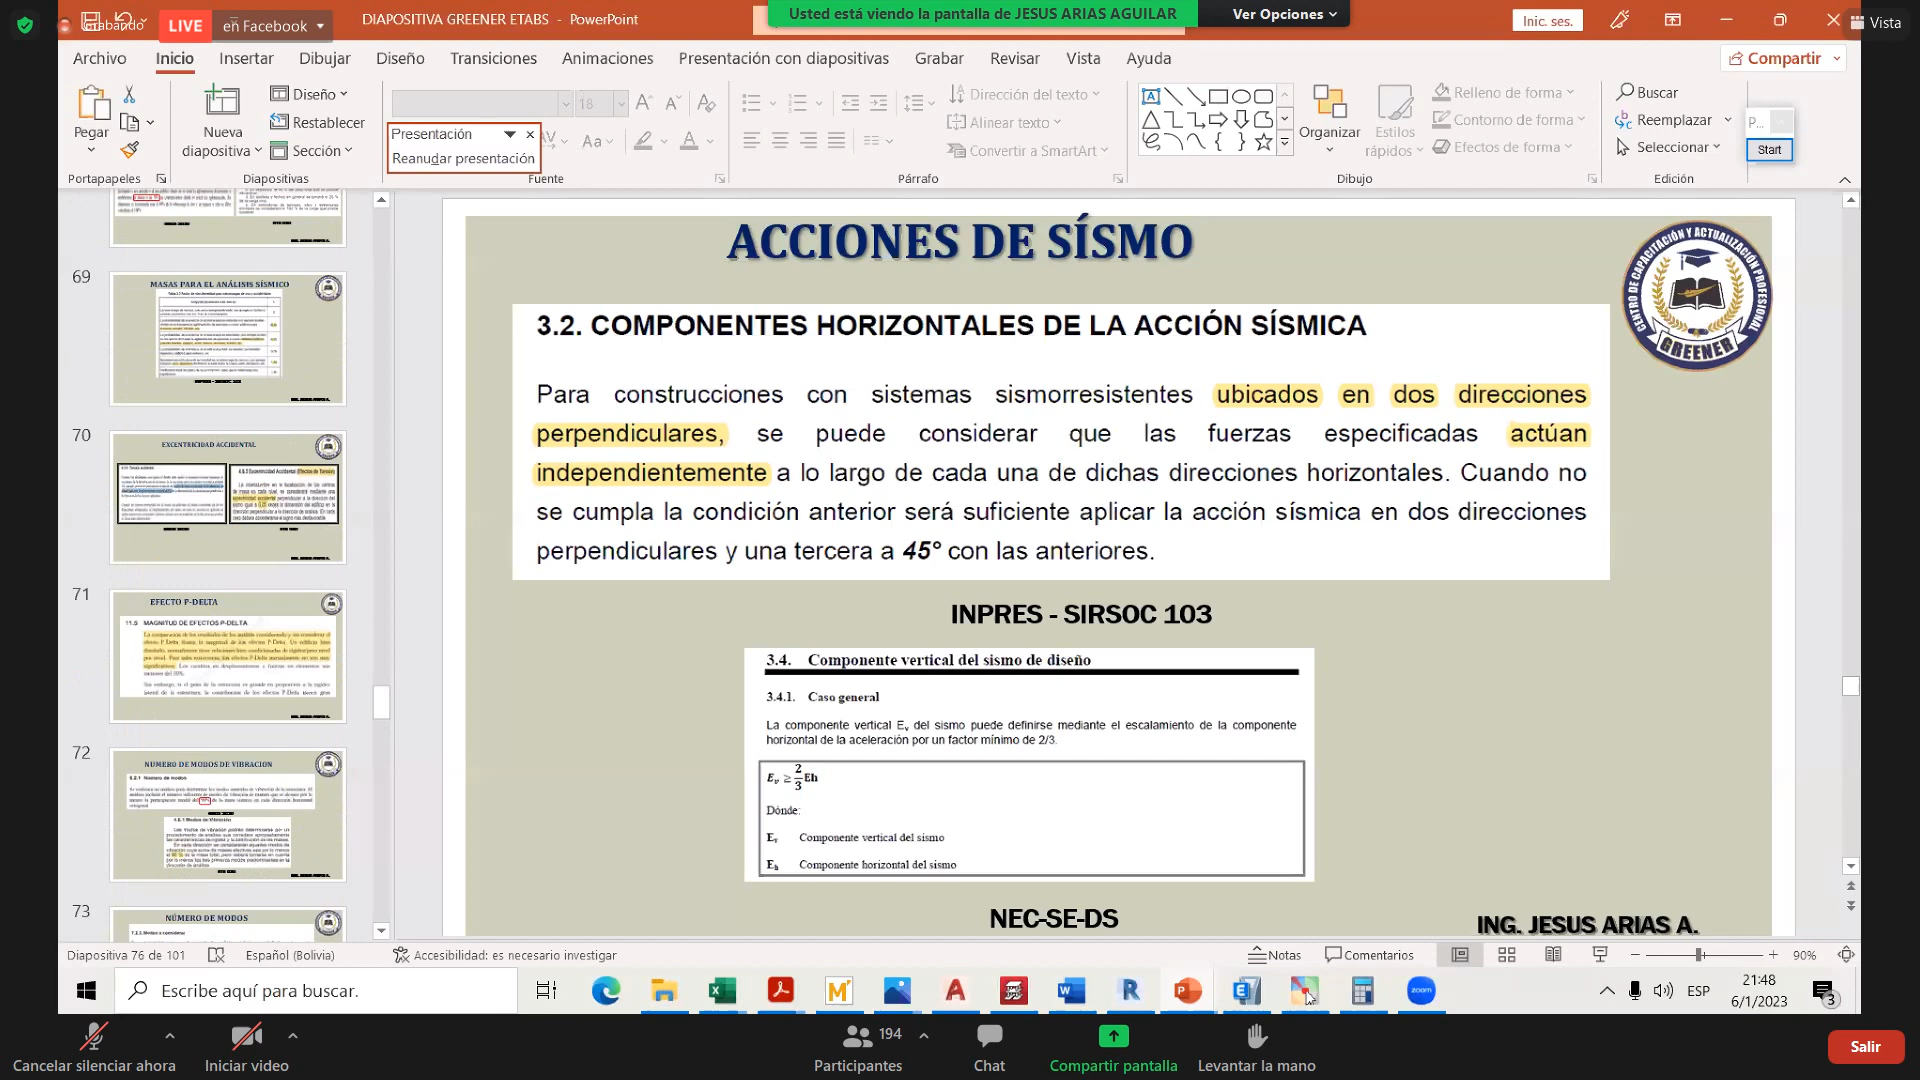 Grabando
LIVE
en Facebook
DIAPOSITIVA GREENER ETABS - PowerPoint
Usted está viendo la pantalla de JESUS ARIAS AGUILAR
Ver Opciones
Inic. ses.
Vista
Archivo
Inicio
Insertar
Dibujar
Diseño
Transiciones
Animaciones
Presentación con diapositivas
Grabar
Revisar
Vista
Ayuda
Compartir
Pegar
Nueva
diapositiva
Diseño
Restablecer
Sección
18
Presentación
Reanudar presentación
Dirección del texto
Alinear texto
Convertir a SmartArt
Organizar
Estilos
rápidos
Relleno de forma
Contorno de forma
Efectos de forma
Buscar
Reemplazar
Seleccionar
P...
Start
Portapapeles
Diapositivas
Fuente
Párrafo
Dibujo
Edición
69
MASAS PARA EL ANÁLISIS SÍSMICO
70
EXCENTRICIDAD ACCIDENTAL
71
EFECTO P-DELTA
11.5 MAGNITUD DE EFECTOS P-DELTA
72
NUMERO DE MODOS DE VIBRACION
73
NÚMERO DE MODOS
ACCIONES DE SÍSMO
CENTRO DE CAPACITACIÓN Y ACTUALIZACIÓN PROFESIONAL
GREENER
3.2. COMPONENTES HORIZONTALES DE LA ACCIÓN SÍSMICA
Para construcciones con sistemas sismorresistentes ubicados en dos direcciones
perpendiculares, se puede considerar que las fuerzas especificadas actúan
independientemente a lo largo de cada una de dichas direcciones horizontales. Cuando no
se cumpla la condición anterior será suficiente aplicar la acción sísmica en dos direcciones
perpendiculares y una tercera a 45° con las anteriores.
INPRES - SIRSOC 103
3.4. Componente vertical del sismo de diseño
3.4.1. Caso general
La componente vertical Ev del sismo puede definirse mediante el escalamiento de la componente
horizontal de la aceleración por un factor mínimo de 2/3.
Ev ≥ 2/3 Eh
Dónde:
Ev Componente vertical del sismo
Eh Componente horizontal del sismo
NEC-SE-DS
ING. JESUS ARIAS A.
Diapositiva 76 de 101
Español (Bolivia)
Accesibilidad: es necesario investigar
Notas
Comentarios
90%
Escribe aquí para buscar.
ESP
21:48
6/1/2023
3
Cancelar silenciar ahora
Iniciar video
194
Participantes
Chat
Compartir pantalla
Levantar la mano
Salir